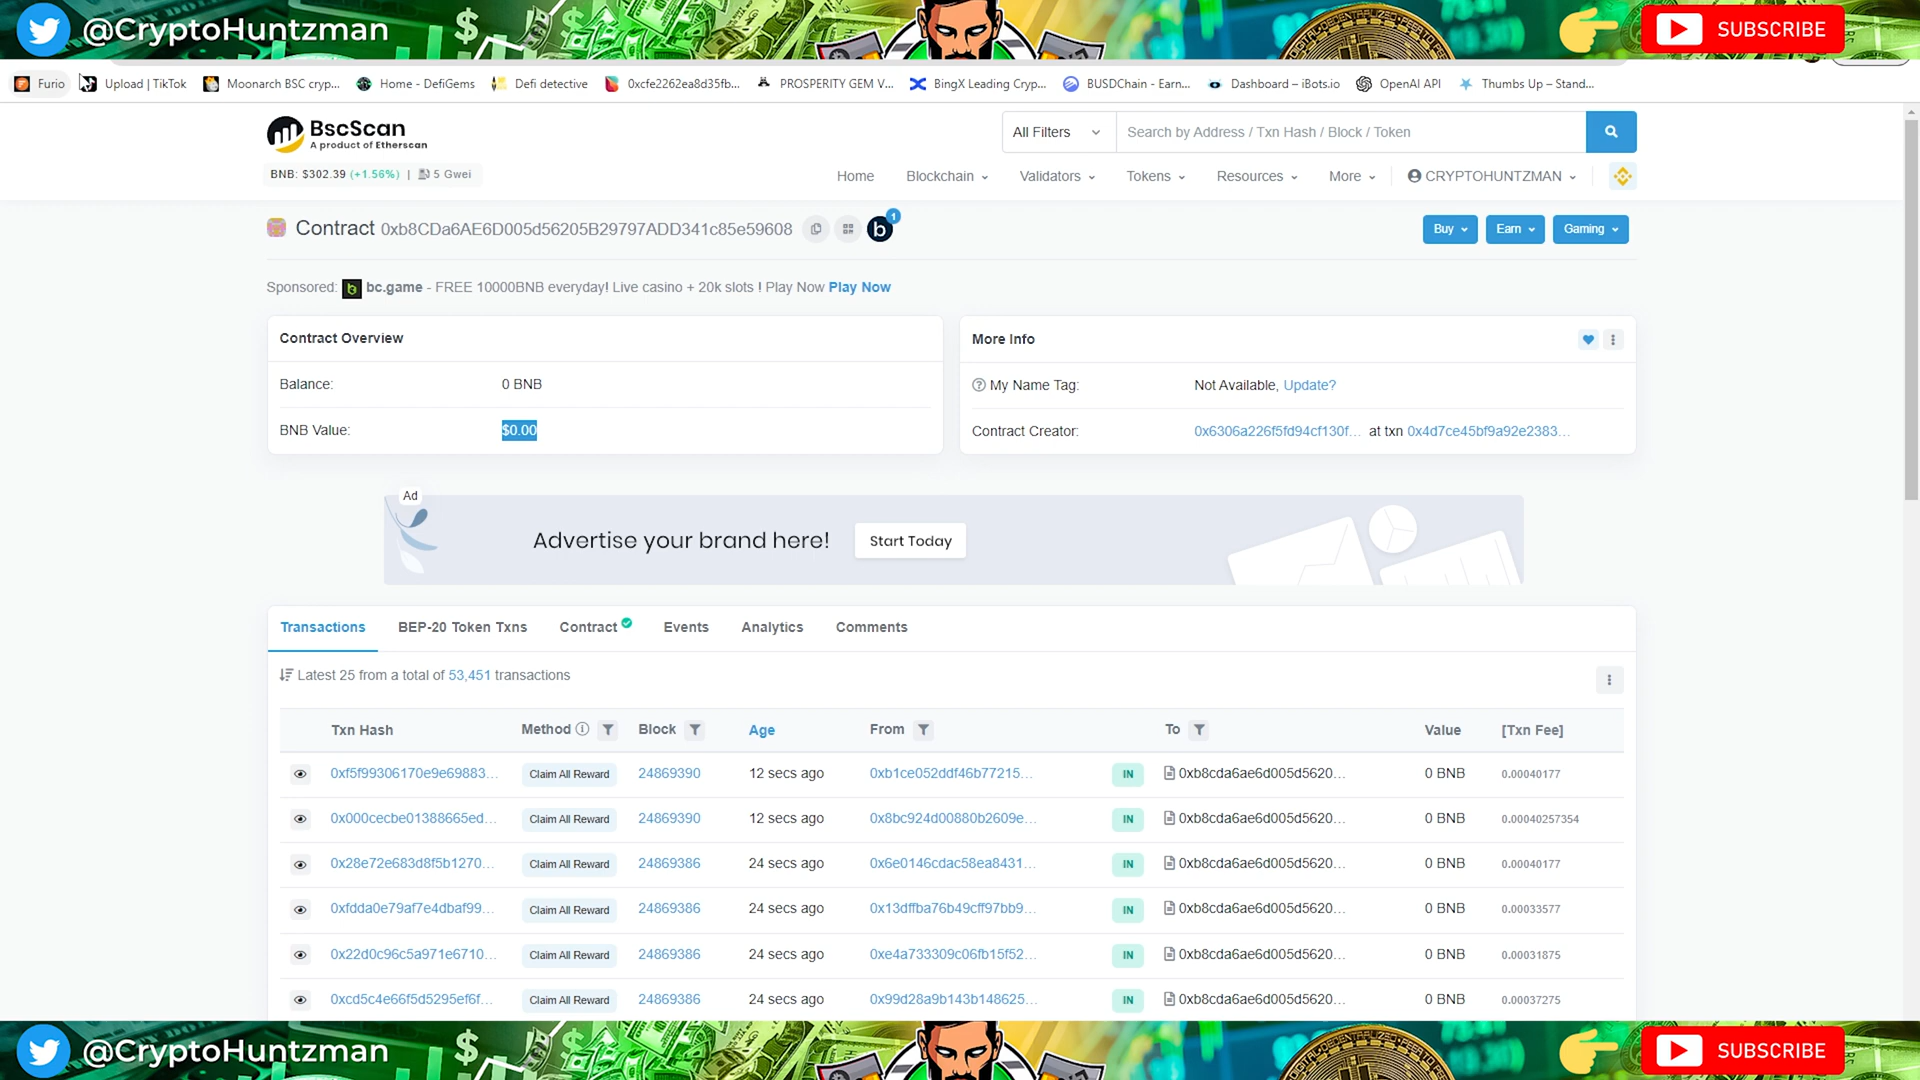 @CryptoHuntzman
SUBSCRIBE
Furio
Upload | TikTok
Moonarch BSC cryp...
Home - DefiGems
Defi detective
0xcfe2262ea8d35fb...
PROSPERITY GEM V...
BingX Leading Cryp...
BUSDChain - Earn...
Dashboard – iBots.io
OpenAI API
Thumbs Up – Stand...
BscScan
A product of Etherscan
All Filters
Search by Address / Txn Hash / Block / Token
BNB: $302.39 (+1.56%) | 5 Gwei
Home
Blockchain
Validators
Tokens
Resources
More
CRYPTOHUNTZMAN
Contract 0xb8CDa6AE6D005d56205B29797ADD341c85e59608
b
1
Buy
Earn
Gaming
Sponsored: bc.game - FREE 10000BNB everyday! Live casino + 20k slots ! Play Now Play Now
Contract Overview
Balance: 0 BNB
BNB Value: $0.00
More Info
My Name Tag: Not Available, Update?
Contract Creator: 0x6306a226f5fd94cf130f... at txn 0x4d7ce45bf9a92e2383...
Ad
Advertise your brand here!
Start Today
Transactions
BEP-20 Token Txns
Contract
Events
Analytics
Comments
Latest 25 from a total of 53,451 transactions
Txn Hash Method Block Age From To Value [Txn Fee]
0xf5f99306170e9e69883... Claim All Reward 24869390 12 secs ago 0xb1ce052ddf46b77215... IN 0xb8cda6ae6d005d5620... 0 BNB 0.00040177
0x000cecbe01388665ed... Claim All Reward 24869390 12 secs ago 0x8bc924d00880b2609e... IN 0xb8cda6ae6d005d5620... 0 BNB 0.00040257354
0x28e72e683d8f5b1270... Claim All Reward 24869386 24 secs ago 0x6e0146cdac58ea8431... IN 0xb8cda6ae6d005d5620... 0 BNB 0.00040177
0xfdda0e79af7e4dbaf99... Claim All Reward 24869386 24 secs ago 0x13dffba76b49cff97bb9... IN 0xb8cda6ae6d005d5620... 0 BNB 0.00033577
0x22d0c96c5a971e6710... Claim All Reward 24869386 24 secs ago 0xe4a733309c06fb15f52... IN 0xb8cda6ae6d005d5620... 0 BNB 0.00031875
0xcd5c4e66f5d5295ef6f... Claim All Reward 24869386 24 secs ago 0x99d28a9b143b148625... IN 0xb8cda6ae6d005d5620... 0 BNB 0.00037275
@CryptoHuntzman
SUBSCRIBE